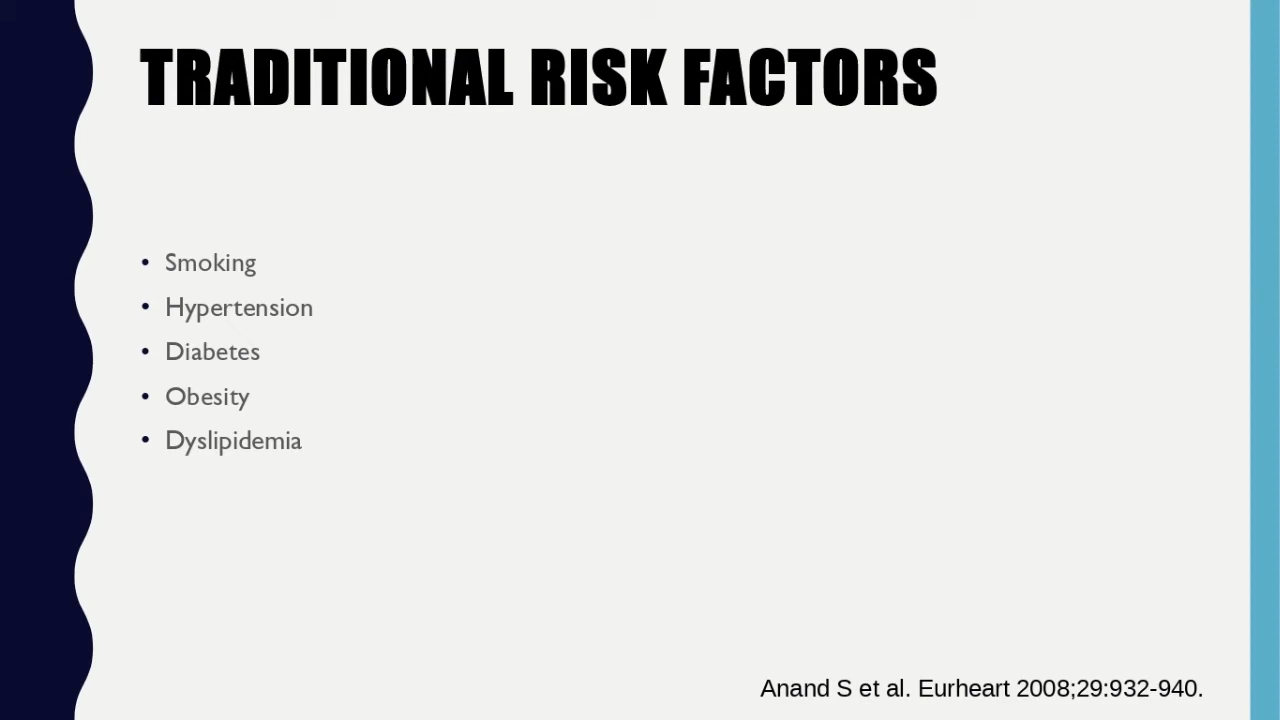 TRADITIONAL RISK FACTORS
• Smoking
• Hypertension
• Diabetes
• Obesity
• Dyslipidemia
Anand S et al. Eurheart 2008;29:932-940.